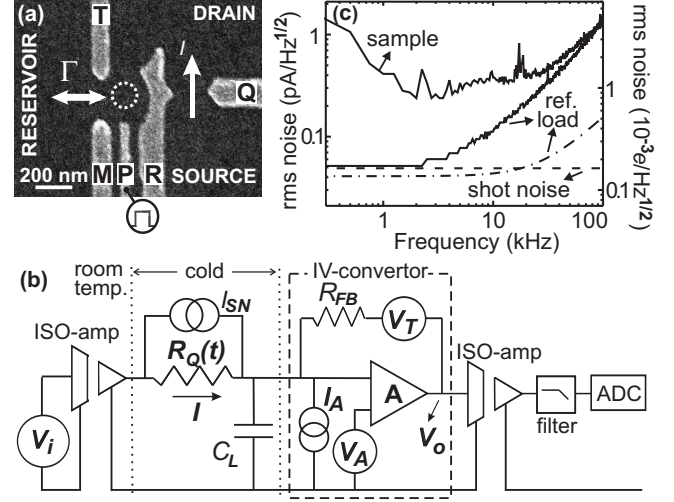 (a)
T
DRAIN
RESERVOIR
Γ
I
Q
M P R SOURCE
200 nm
(c)
rms noise (pA/Hz1/2)
1
0.1
sample
ref.
load
shot noise
1
0.1
rms noise (10-3e/Hz1/2)
1 10 100
Frequency (kHz)
(b)
room
temp.
cold
IV-convertor
ISO-amp
ISN
RQ(t)
I
CL
Vi
RFB
VT
IA
A
VA
Vo
ISO-amp
filter
ADC